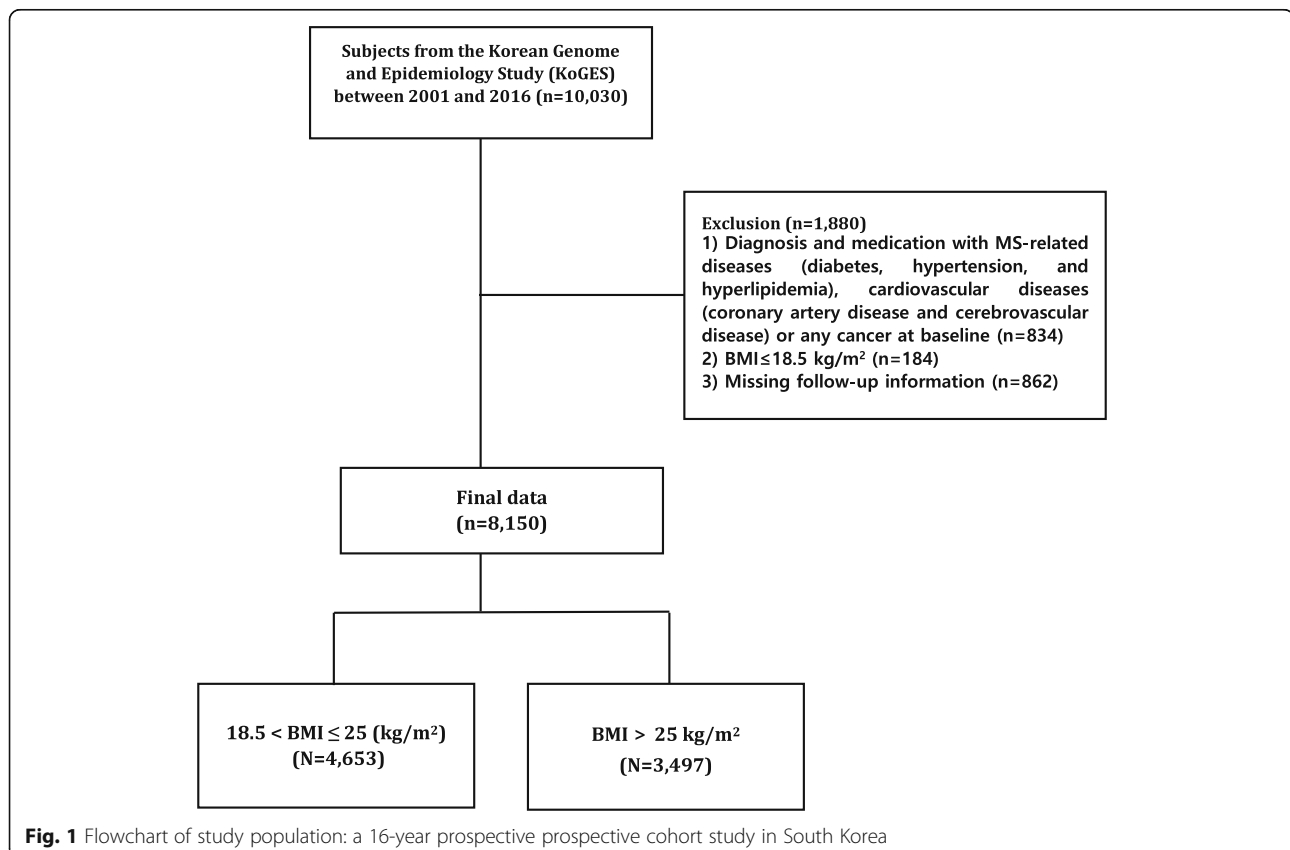 Subjects from the Korean Genome
and Epidemiology Study (KoGES)
between 2001 and 2016 (n=10,030)
Exclusion (n=1,880)
1) Diagnosis and medication with MS-related
diseases (diabetes, hypertension, and
hyperlipidemia), cardiovascular diseases
(coronary artery disease and cerebrovascular
disease) or any cancer at baseline (n=834)
2) BMI≤18.5 kg/m² (n=184)
3) Missing follow-up information (n=862)
Final data
(n=8,150)
18.5 < BMI ≤ 25 (kg/m²)
(N=4,653)
BMI > 25 kg/m²
(N=3,497)
Fig. 1 Flowchart of study population: a 16-year prospective prospective cohort study in South Korea